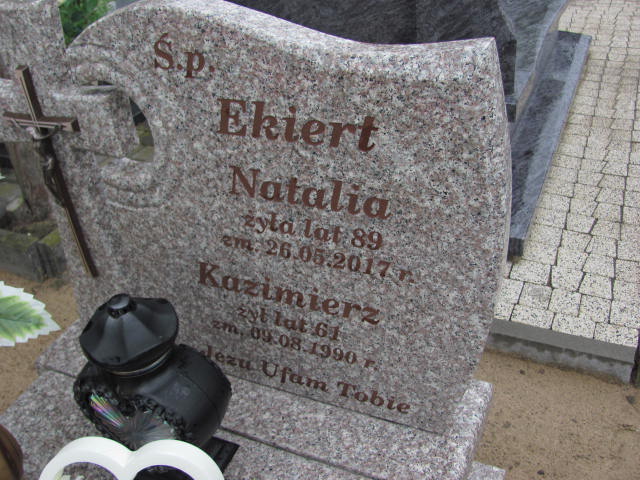 Ś.p.
Ekiert
Natalia
żyła lat 89
zm. 26.05.2017 r.
Kazimierz
żył lat 61
zm. 09.08.1990 r.
Jezu Ufam Tobie